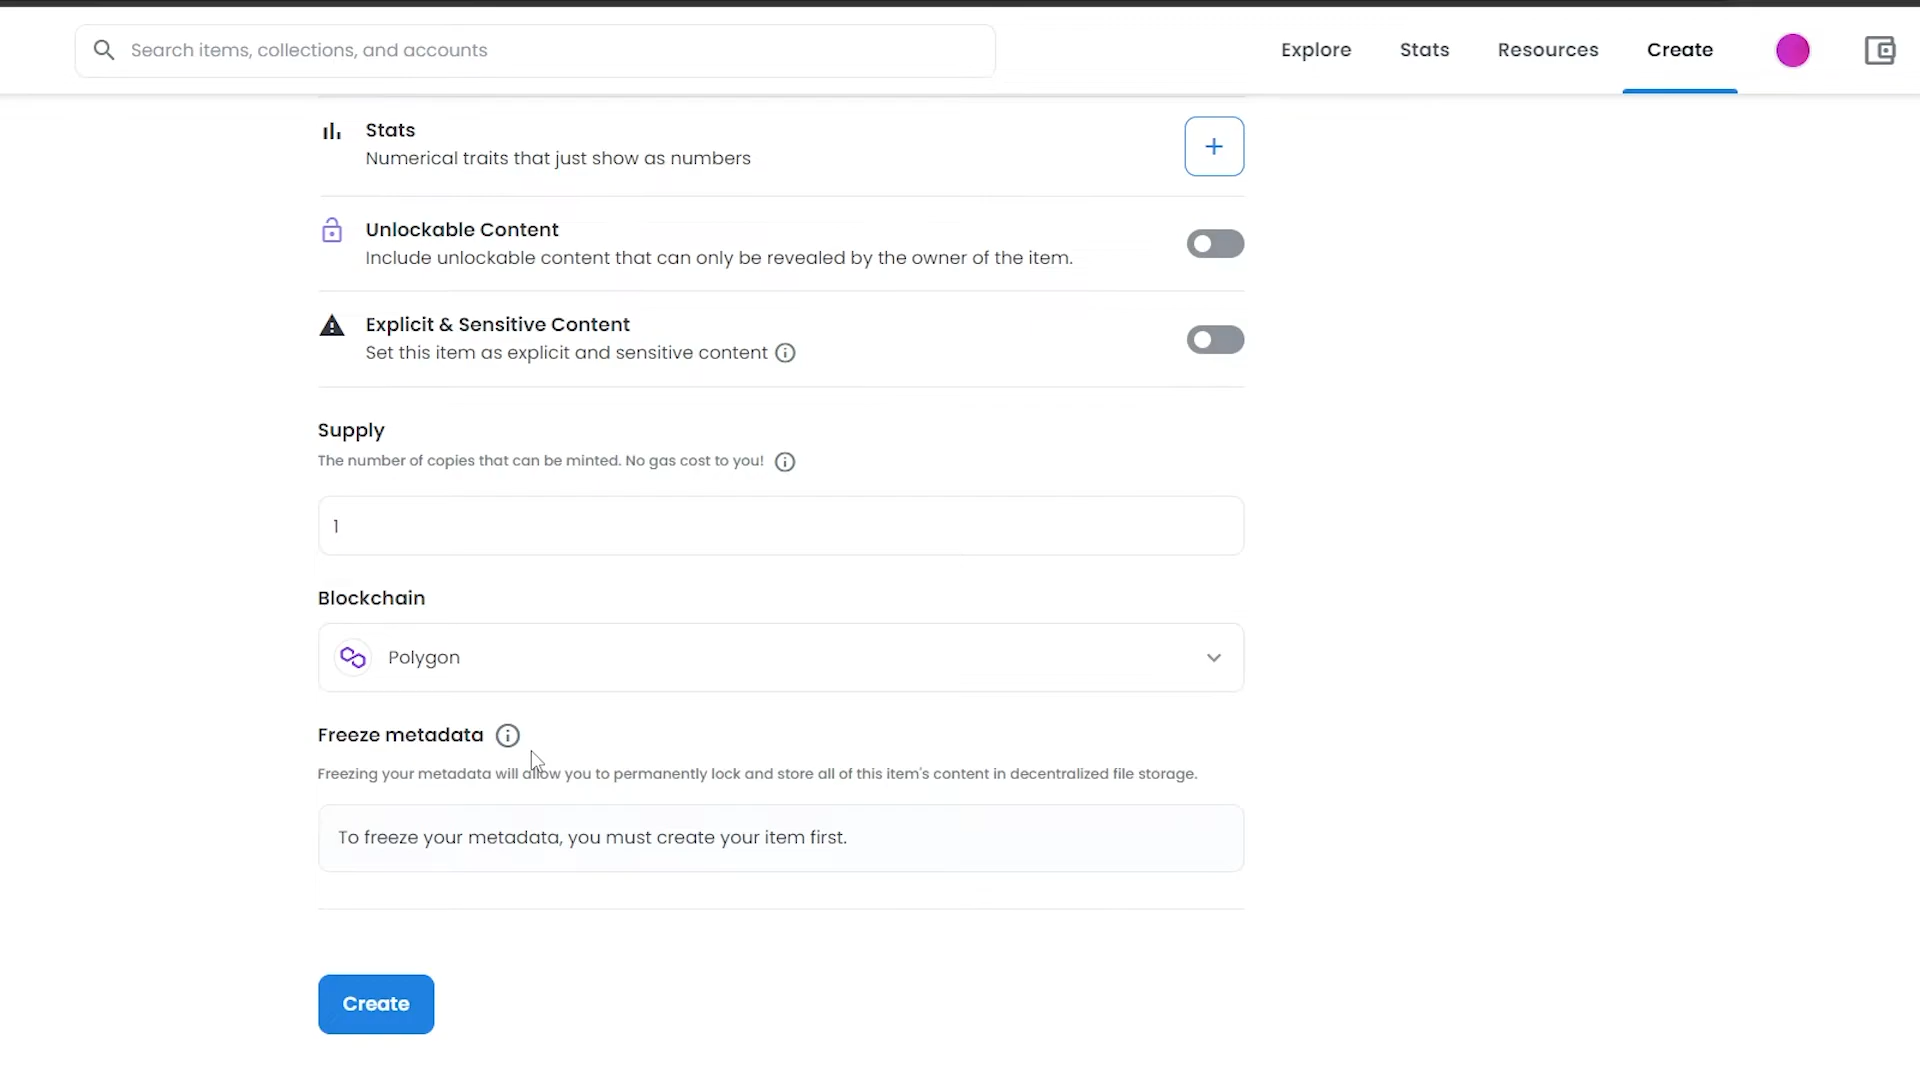 Search items, collections, and accounts
Explore
Stats
Resources
Create
Stats
Numerical traits that just show as numbers
Unlockable Content
Include unlockable content that can only be revealed by the owner of the item.
Explicit & Sensitive Content
Set this item as explicit and sensitive content
Supply
The number of copies that can be minted. No gas cost to you!
1
Blockchain
Polygon
Freeze metadata
Freezing your metadata will allow you to permanently lock and store all of this item's content in decentralized file storage.
To freeze your metadata, you must create your item first.
Create